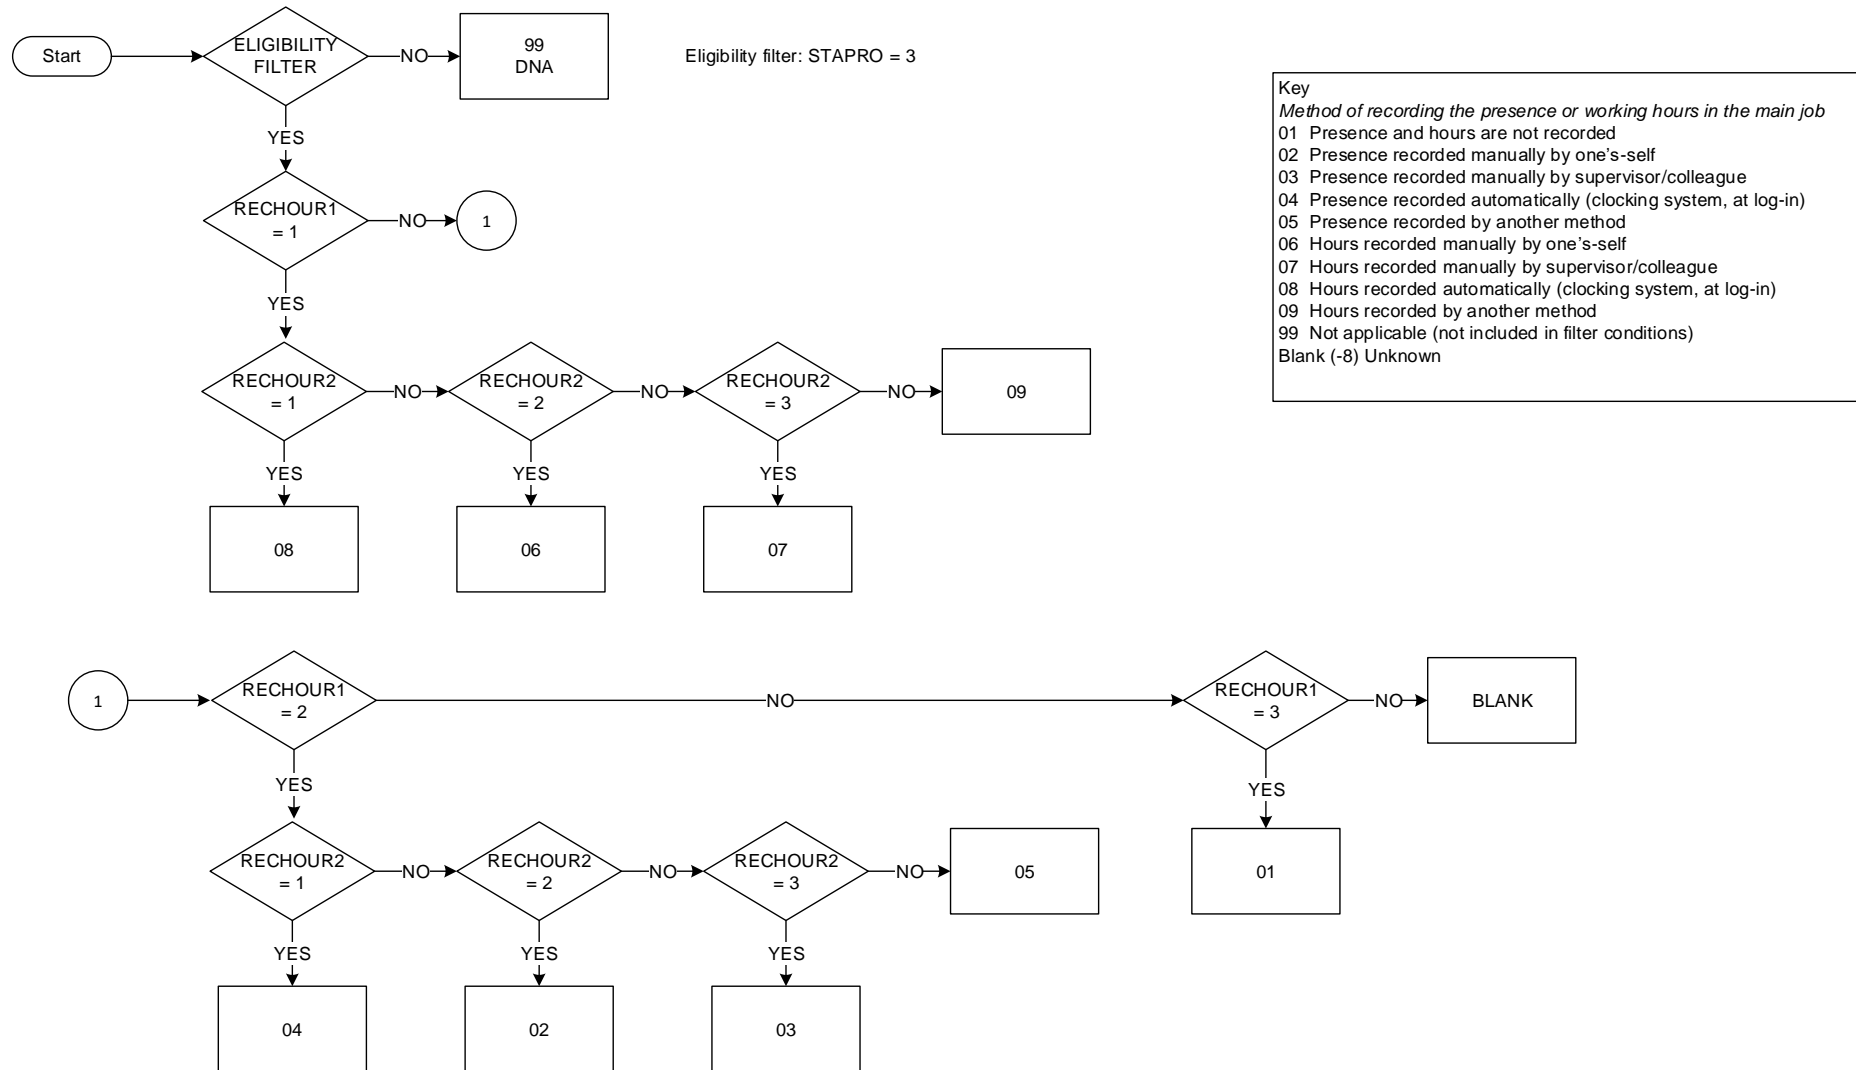 Start
ELIGIBILITY
FILTER
NO
99
DNA
Eligibility filter: STAPRO = 3
Key
Method of recording the presence or working hours in the main job
01 Presence and hours are not recorded
02 Presence recorded manually by one's-self
03 Presence recorded manually by supervisor/colleague
04 Presence recorded automatically (clocking system, at log-in)
05 Presence recorded by another method
06 Hours recorded manually by one's-self
07 Hours recorded manually by supervisor/colleague
08 Hours recorded automatically (clocking system, at log-in)
09 Hours recorded by another method
99 Not applicable (not included in filter conditions)
Blank (-8) Unknown
YES
RECHOUR1
= 1
NO
1
YES
RECHOUR2
= 1
NO
RECHOUR2
= 2
NO
RECHOUR2
= 3
NO
09
YES
YES
YES
08
06
07
1
RECHOUR1
= 2
NO
RECHOUR1
= 3
NO
BLANK
YES
YES
RECHOUR2
= 1
NO
RECHOUR2
= 2
NO
RECHOUR2
= 3
NO
05
01
YES
YES
YES
04
02
03